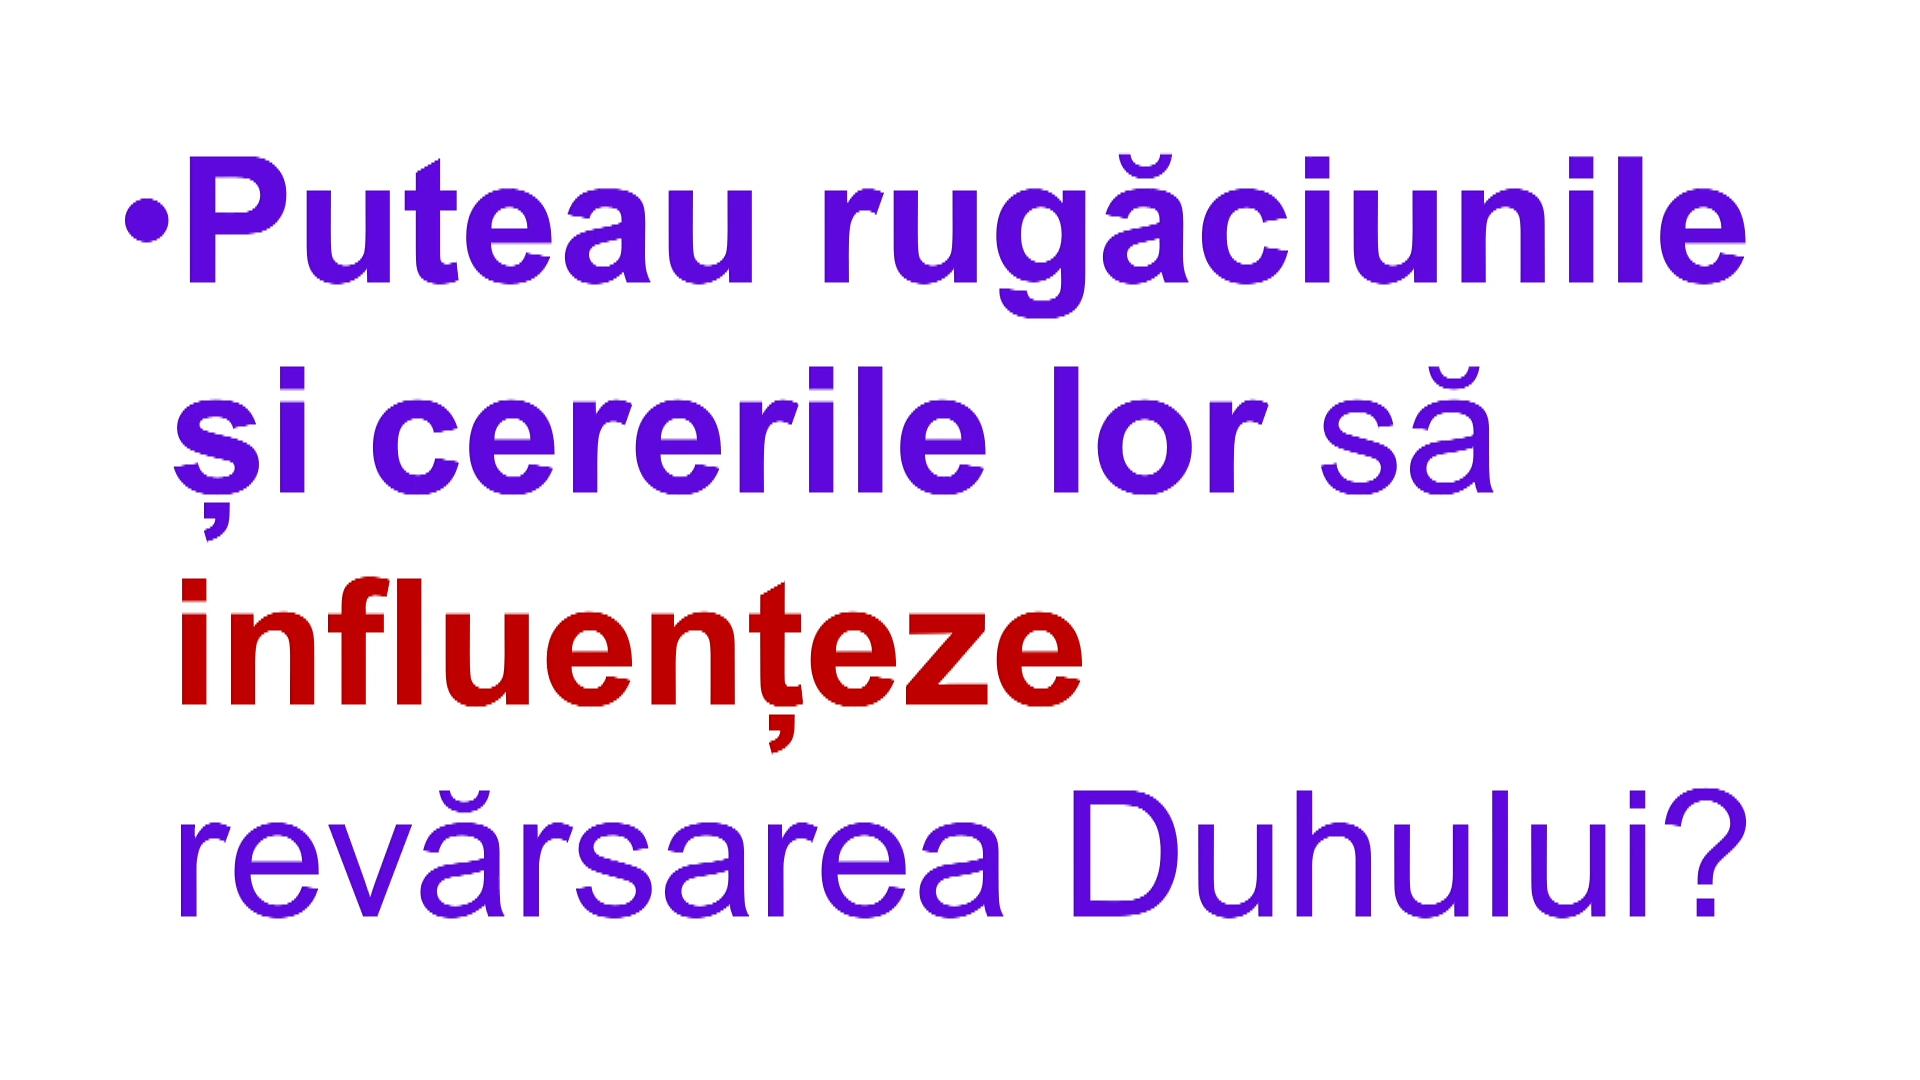 •Puteau rugăciunile
și cererile lor să
influențeze
revărsarea Duhului?